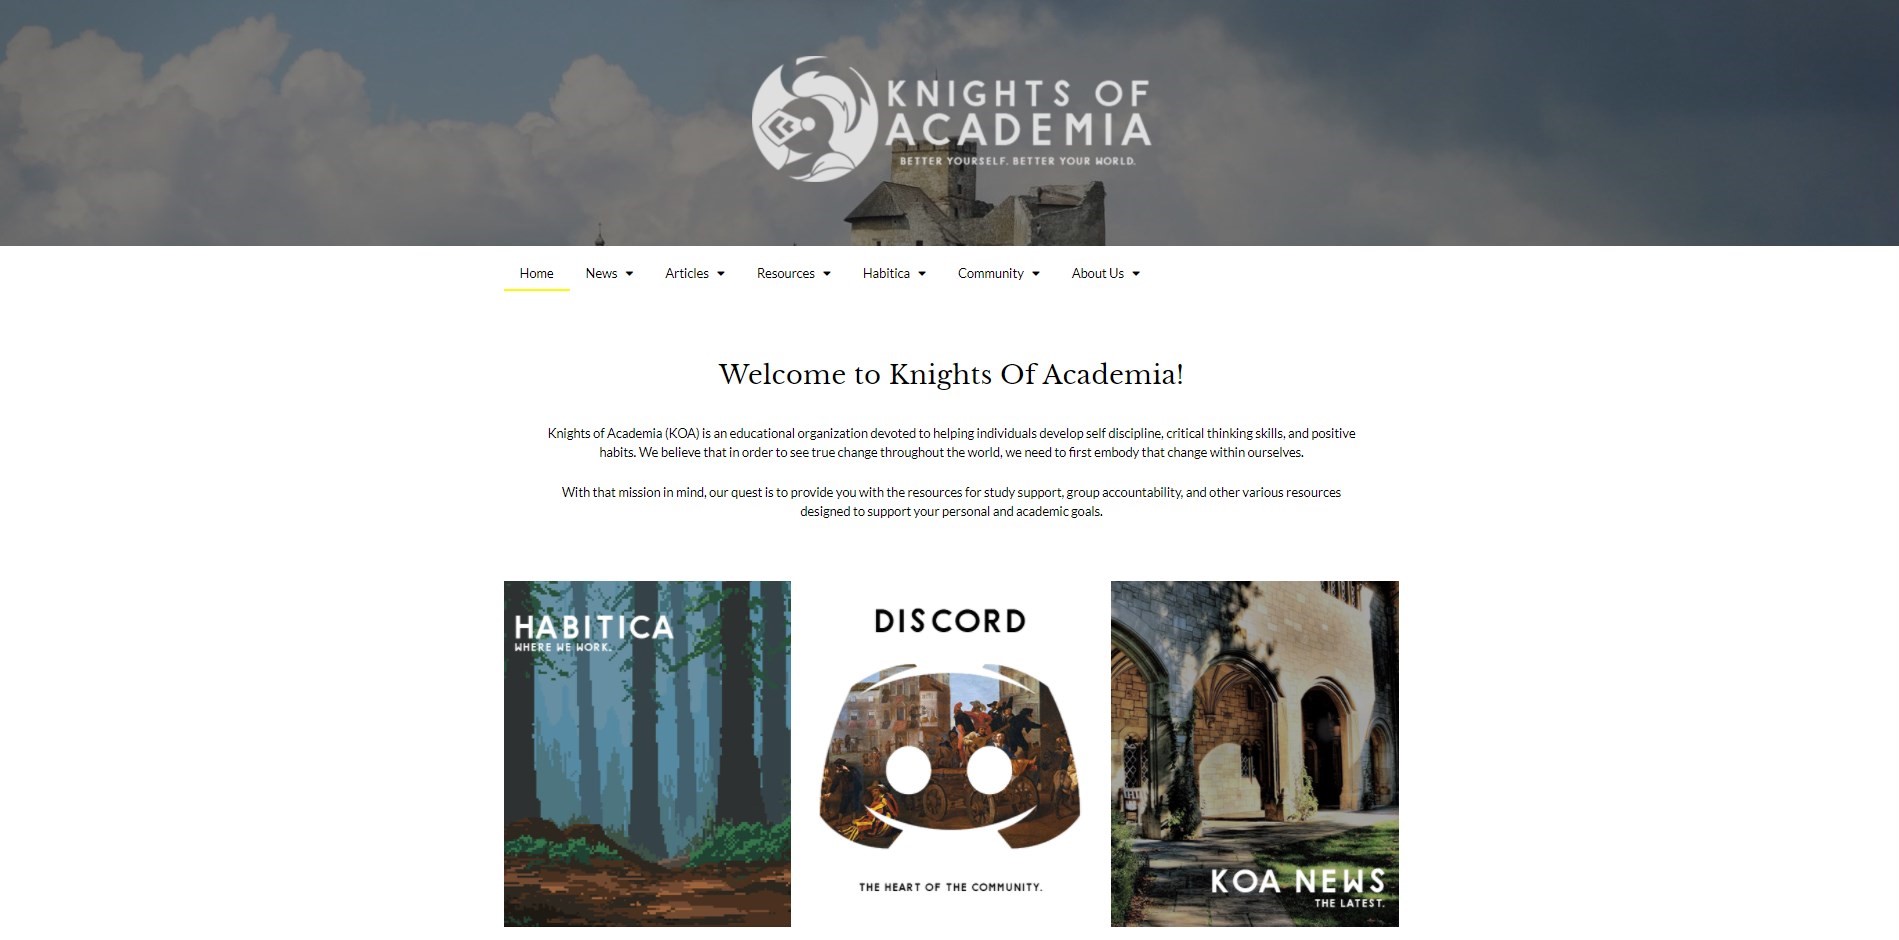 KNIGHTS OF
ACADEMIA
BETTER YOURSELF. BETTER YOUR WORLD.
Home News Articles Resources Habitica Community About Us
Welcome to Knights Of Academia!
Knights of Academia (KOA) is an educational organization devoted to helping individuals develop self discipline, critical thinking skills, and positive
habits. We believe that in order to see true change throughout the world, we need to first embody that change within ourselves.
With that mission in mind, our quest is to provide you with the resources for study support, group accountability, and other various resources
designed to support your personal and academic goals.
HABITICA
WHERE WE WORK.
DISCORD
THE HEART OF THE COMMUNITY.
KOA NEWS
THE LATEST.